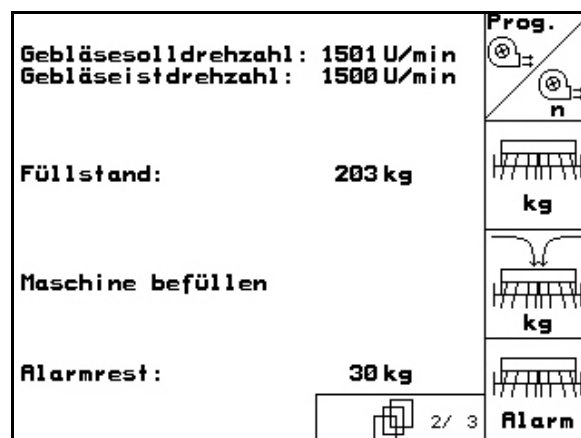 Prog.
Gebläsesolldrehzahl: 1501 U/min
Gebläseistdrehzahl: 1500 U/min
n
Füllstand: 203 kg
kg
Maschine befüllen
kg
Alarmrest: 30 kg
2/ 3
Alarm